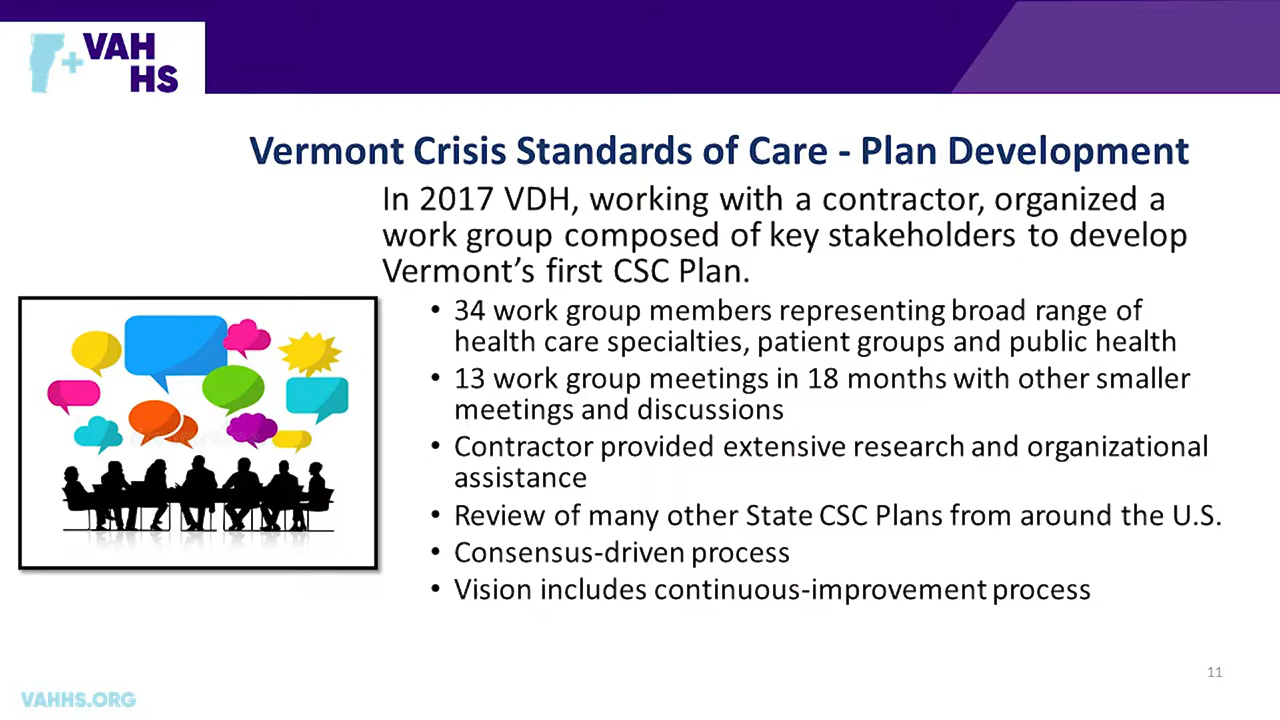 VAH
HS
Vermont Crisis Standards of Care - Plan Development
In 2017 VDH, working with a contractor, organized a
work group composed of key stakeholders to develop
Vermont’s first CSC Plan.
• 34 work group members representing broad range of
health care specialties, patient groups and public health
• 13 work group meetings in 18 months with other smaller
meetings and discussions
• Contractor provided extensive research and organizational
assistance
• Review of many other State CSC Plans from around the U.S.
• Consensus-driven process
• Vision includes continuous-improvement process
11
VAHHS.ORG